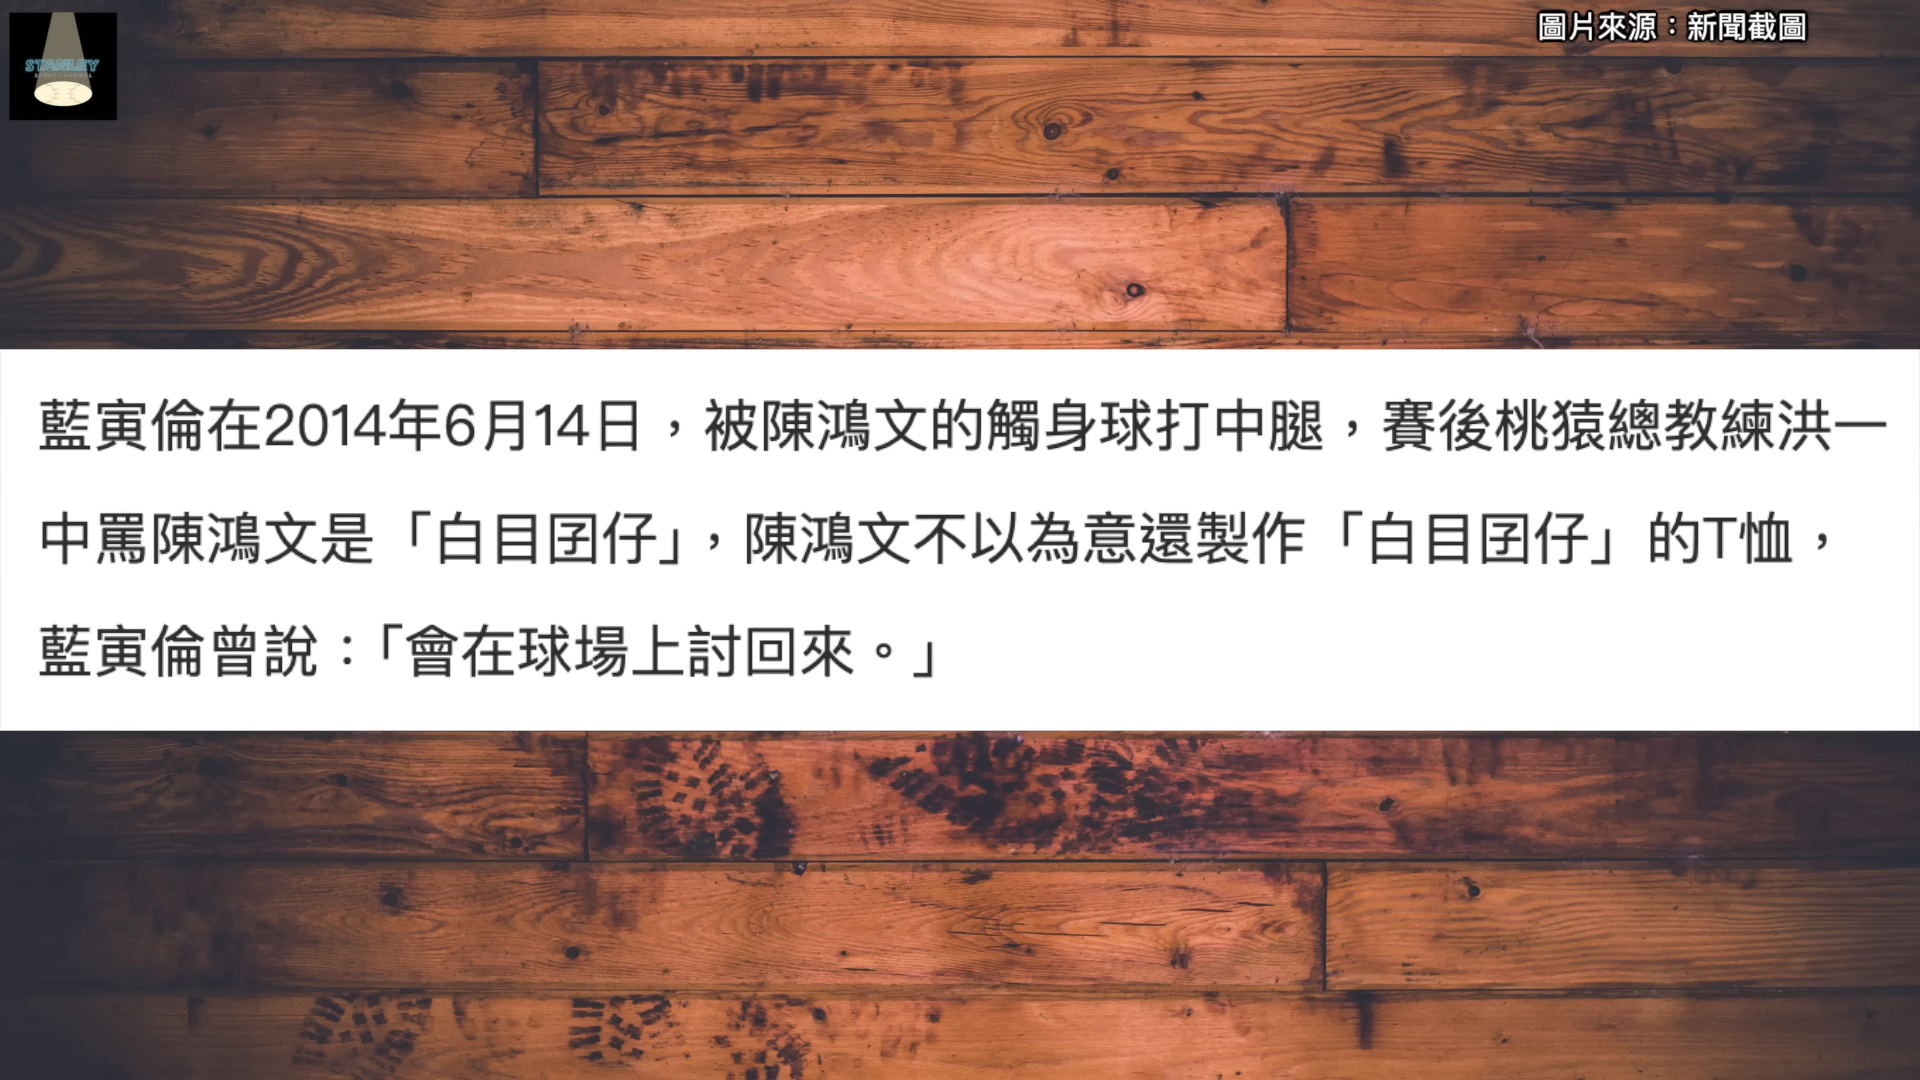 STANLEY
圖片來源：新聞截圖
藍寅倫在2014年6月14日，被陳鴻文的觸身球打中腿，賽後桃猿總教練洪一
中罵陳鴻文是「白目囝仔」，陳鴻文不以為意還製作「白目囝仔」的T恤，
藍寅倫曾說：「會在球場上討回來。」